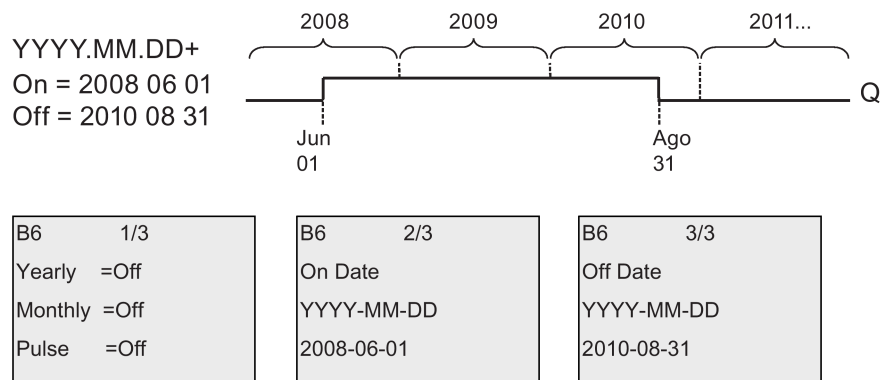 2008 2009 2010 2011...
YYYY.MM.DD+
On = 2008 06 01
Off = 2010 08 31
Q
Jun Ago
01 31
B6 1/3
Yearly =Off
Monthly =Off
Pulse =Off
B6 2/3
On Date
YYYY-MM-DD
2008-06-01
B6 3/3
Off Date
YYYY-MM-DD
2010-08-31